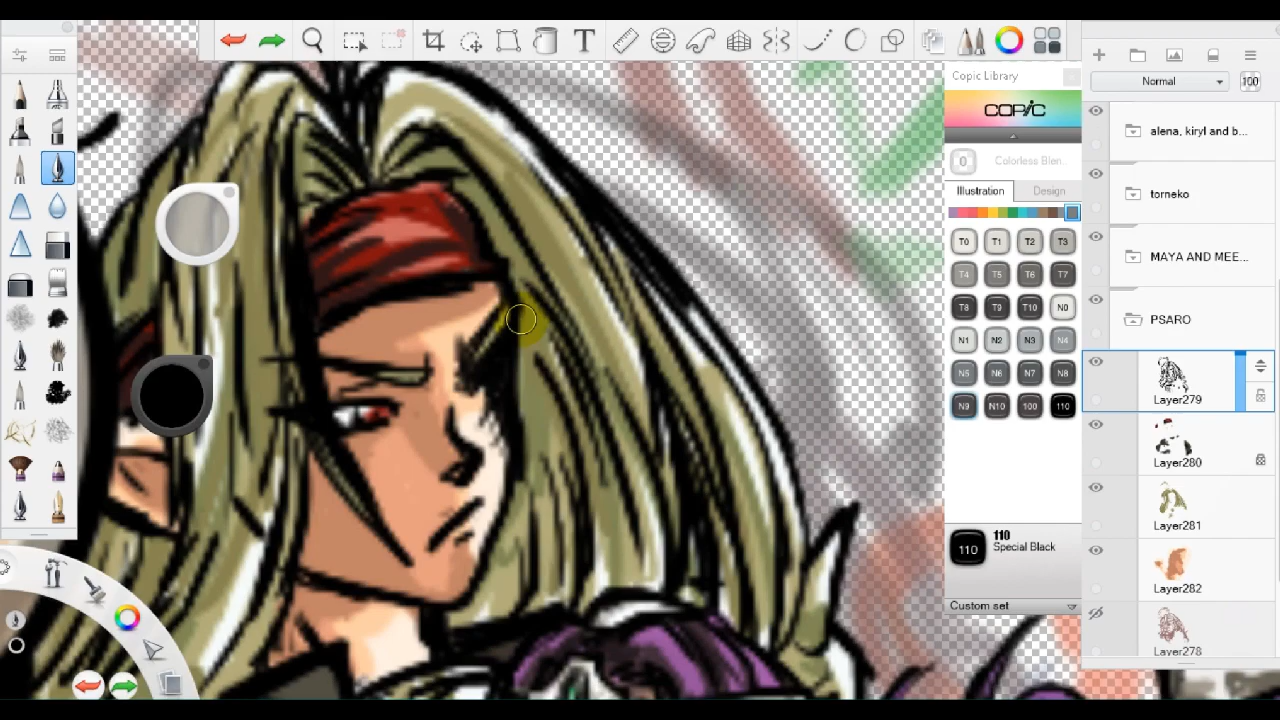 Copic Library
COPIC
0 Colorless Blen..
Illustration Design
T0 T1 T2 T3
T4 T5 T6 T7
T8 T9 T10 N0
N1 N2 N3 N4
N5 N6 N7 N8
N9 N10 100 110
110
110
Special Black
Custom set
Normal 100
alena, kiryl and b...
torneko
MAYA AND MEE...
PSARO
Layer279
Layer280
Layer281
Layer282
Layer278